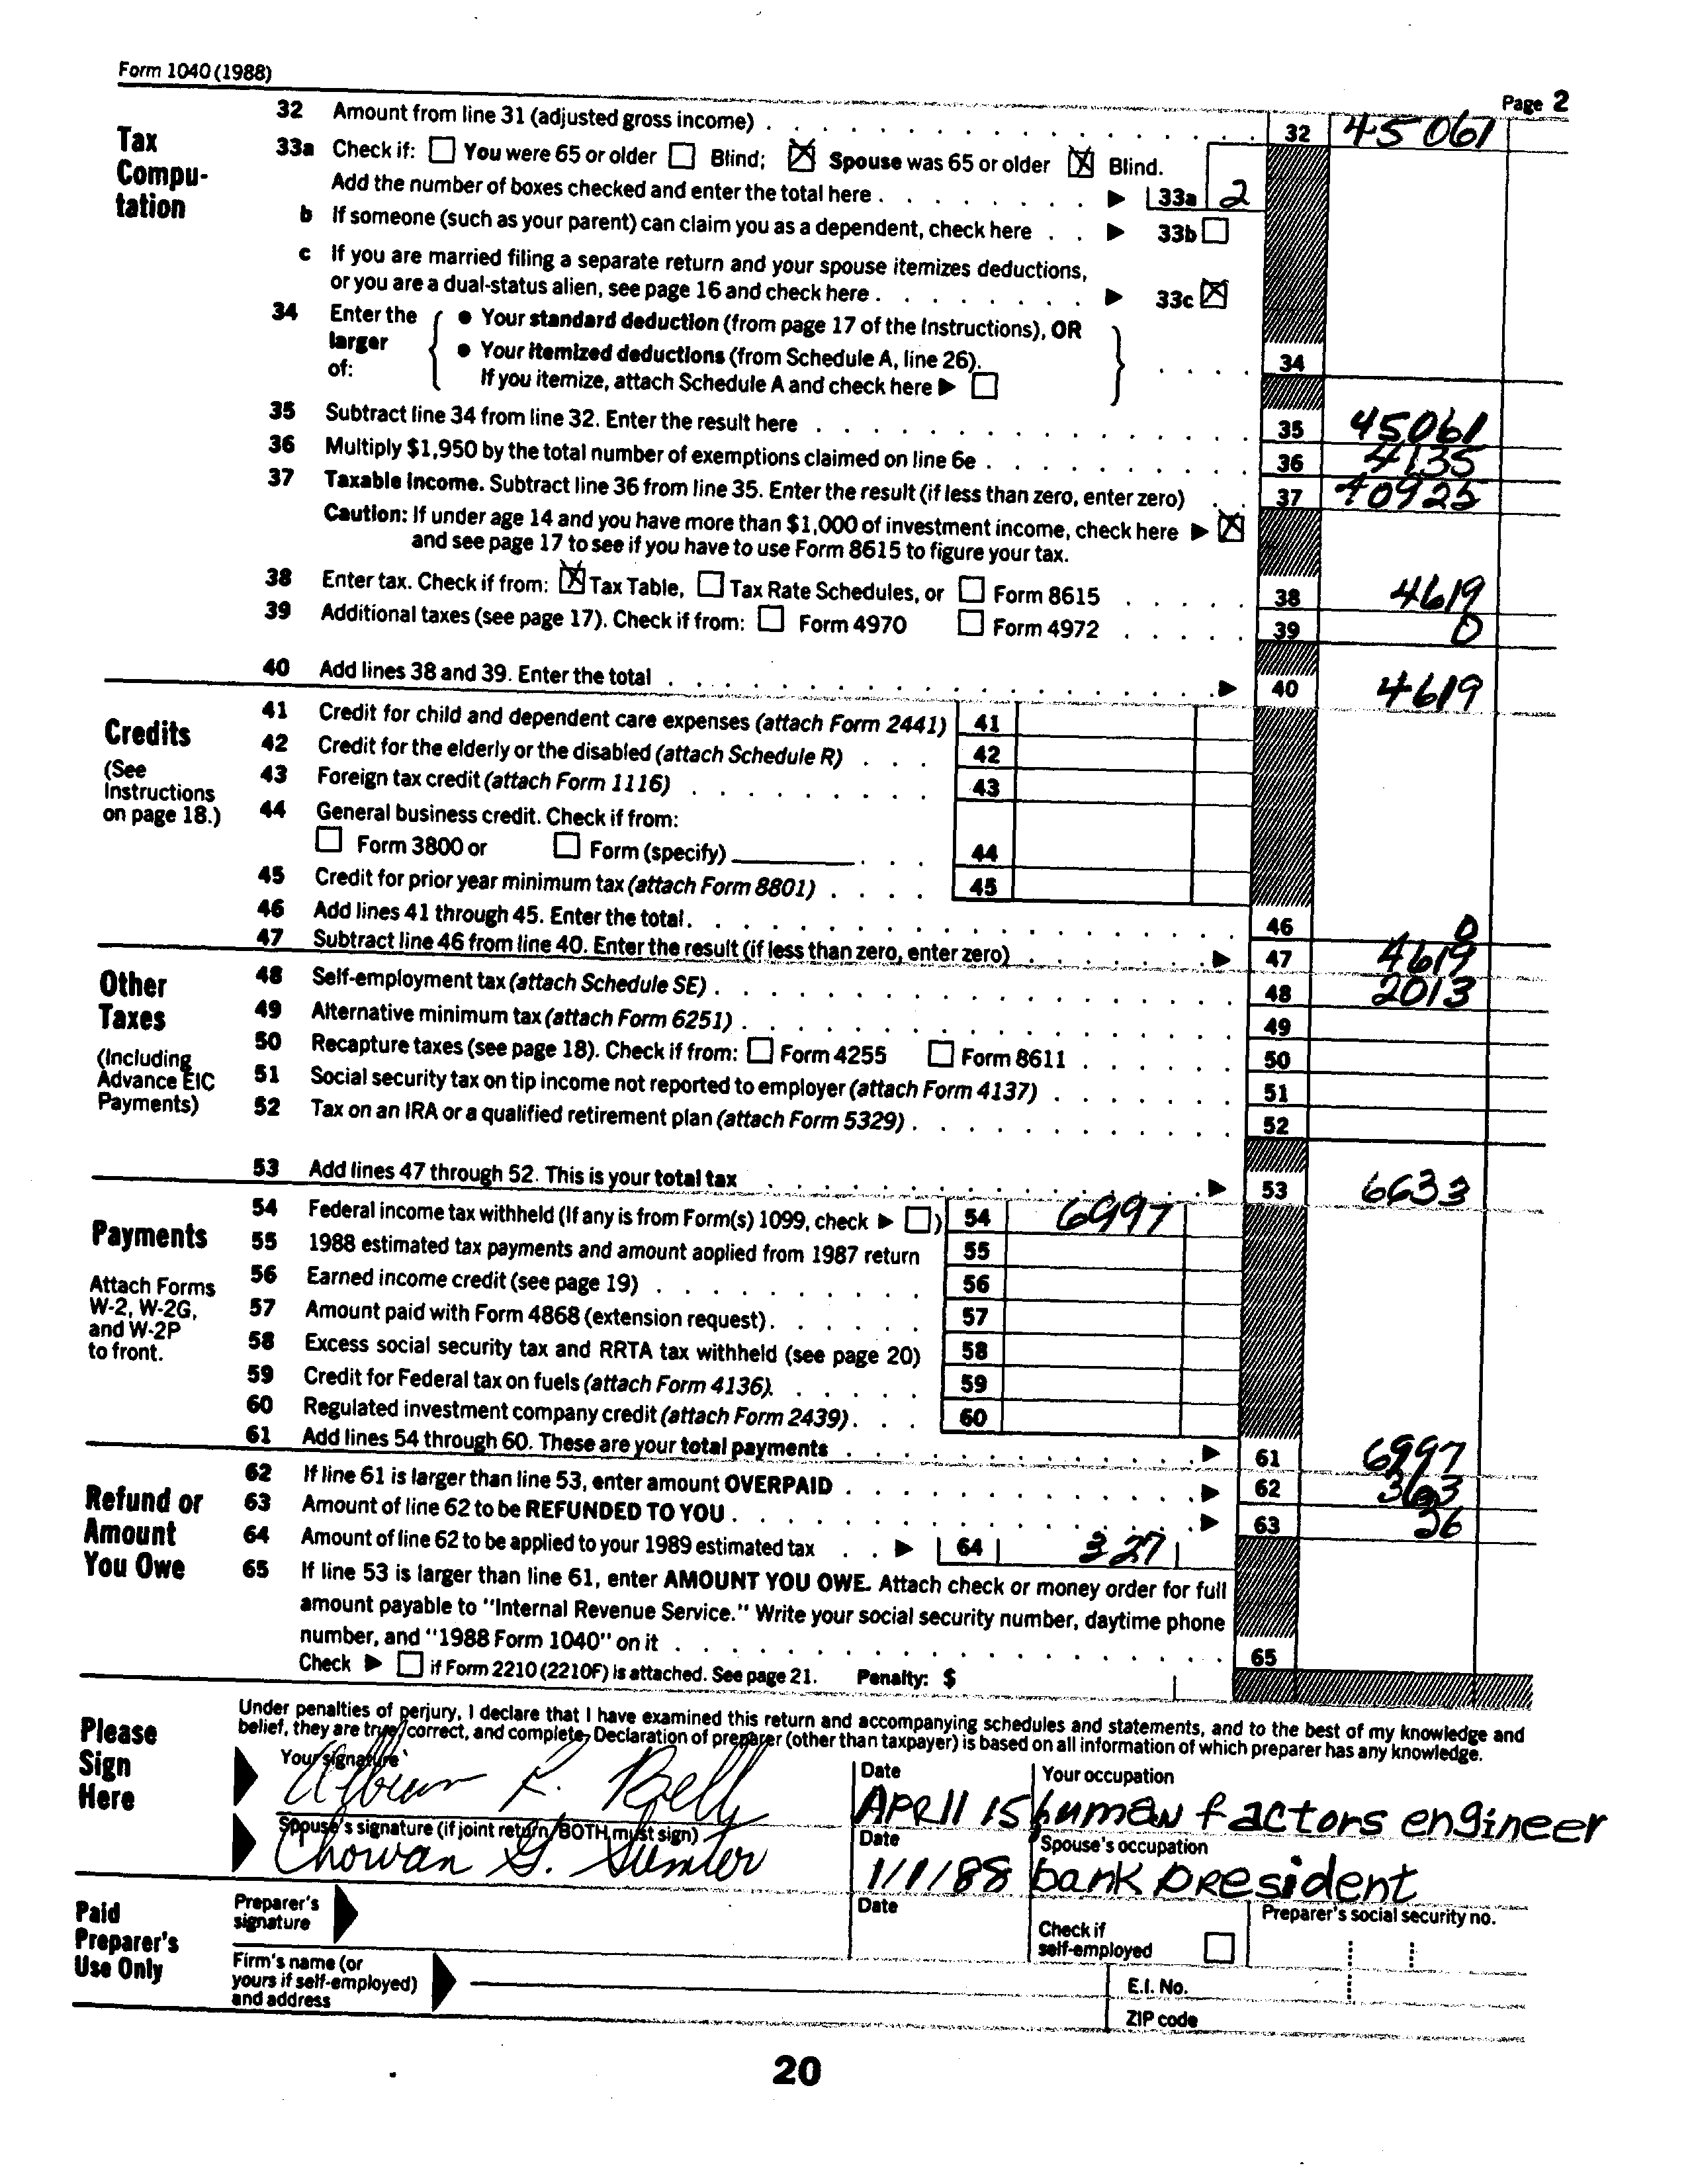 Form 1040 (1988)
Page 2
Tax Compu-
tation
32 Amount from line 31 (adjusted gross income) . . . 32 45061
33a Check if: ☐ You were 65 or older ☐ Blind; ☒ Spouse was 65 or older ☒ Blind.
Add the number of boxes checked and enter the total here . . . ▶ 33a 2
b If someone (such as your parent) can claim you as a dependent, check here . . ▶ 33b ☐
c If you are married filing a separate return and your spouse itemizes deductions,
or you are a dual-status alien, see page 16 and check here . . . ▶ 33c ☒
34 Enter the larger of:
● Your standard deduction (from page 17 of the Instructions), OR
● Your itemized deductions (from Schedule A, line 26).
If you itemize, attach Schedule A and check here ▶ ☐ . . . . 34
35 Subtract line 34 from line 32. Enter the result here . . . 35 45061
36 Multiply $1,950 by the total number of exemptions claimed on line 6e . . . 36 4135
37 Taxable income. Subtract line 36 from line 35. Enter the result (if less than zero, enter zero) . . 37 40925
Caution: If under age 14 and you have more than $1,000 of investment income, check here ▶ ☒
and see page 17 to see if you have to use Form 8615 to figure your tax.
38 Enter tax. Check if from: ☒ Tax Table, ☐ Tax Rate Schedules, or ☐ Form 8615 . . . 38 4619
39 Additional taxes (see page 17). Check if from: ☐ Form 4970 ☐ Form 4972 . . . 39 0
40 Add lines 38 and 39. Enter the total . . . ▶ 40 4619
Credits
(See
Instructions
on page 18.)
41 Credit for child and dependent care expenses (attach Form 2441) 41
42 Credit for the elderly or the disabled (attach Schedule R) . . . 42
43 Foreign tax credit (attach Form 1116) . . . 43
44 General business credit. Check if from:
☐ Form 3800 or ☐ Form (specify) ______ . . . 44
45 Credit for prior year minimum tax (attach Form 8801) . . . . 45
46 Add lines 41 through 45. Enter the total . . . 46 0
47 Subtract line 46 from line 40. Enter the result (if less than zero, enter zero) . . . ▶ 47 4619
Other
Taxes
(Including
Advance EIC
Payments)
48 Self-employment tax (attach Schedule SE) . . . 48 2013
49 Alternative minimum tax (attach Form 6251) . . . 49
50 Recapture taxes (see page 18). Check if from: ☐ Form 4255 ☐ Form 8611 . . . 50
51 Social security tax on tip income not reported to employer (attach Form 4137) . . . 51
52 Tax on an IRA or a qualified retirement plan (attach Form 5329) . . . 52
53 Add lines 47 through 52. This is your total tax . . . ▶ 53 6633
Payments
Attach Forms
W-2, W-2G,
and W-2P
to front.
54 Federal income tax withheld (If any is from Form(s) 1099, check ▶ ☐) 54 6997
55 1988 estimated tax payments and amount aoplied from 1987 return 55
56 Earned income credit (see page 19) . . . 56
57 Amount paid with Form 4868 (extension request) . . . 57
58 Excess social security tax and RRTA tax withheld (see page 20) 58
59 Credit for Federal tax on fuels (attach Form 4136) . . . 59
60 Regulated investment company credit (attach Form 2439) . . . 60
61 Add lines 54 through 60. These are your total payments . . . ▶ 61 6997
Refund or
Amount
You Owe
62 If line 61 is larger than line 53, enter amount OVERPAID . . . ▶ 62 363
63 Amount of line 62 to be REFUNDED TO YOU . . . ▶ 63 36
64 Amount of line 62 to be applied to your 1989 estimated tax . . ▶ 64 327
65 If line 53 is larger than line 61, enter AMOUNT YOU OWE. Attach check or money order for full
amount payable to "Internal Revenue Service." Write your social security number, daytime phone
number, and "1988 Form 1040" on it . . . 65
Check ▶ ☐ if Form 2210 (2210F) is attached. See page 21. Penalty: $
Please
Sign
Here
Under penalties of perjury, I declare that I have examined this return and accompanying schedules and statements, and to the best of my knowledge and
belief, they are true, correct, and complete. Declaration of preparer (other than taxpayer) is based on all information of which preparer has any knowledge.
Your signature Date Your occupation
R. Bell APRIl 15 human factors engineer
Spouse's signature (if joint return, BOTH must sign) Date Spouse's occupation
Chowan G. Sumter 1/1/88 bank pResident
Paid
Preparer's
Use Only
Preparer's signature Date Check if self-employed ☐ Preparer's social security no.
Firm's name (or
yours if self-employed)
and address
E.I. No.
ZIP code
20